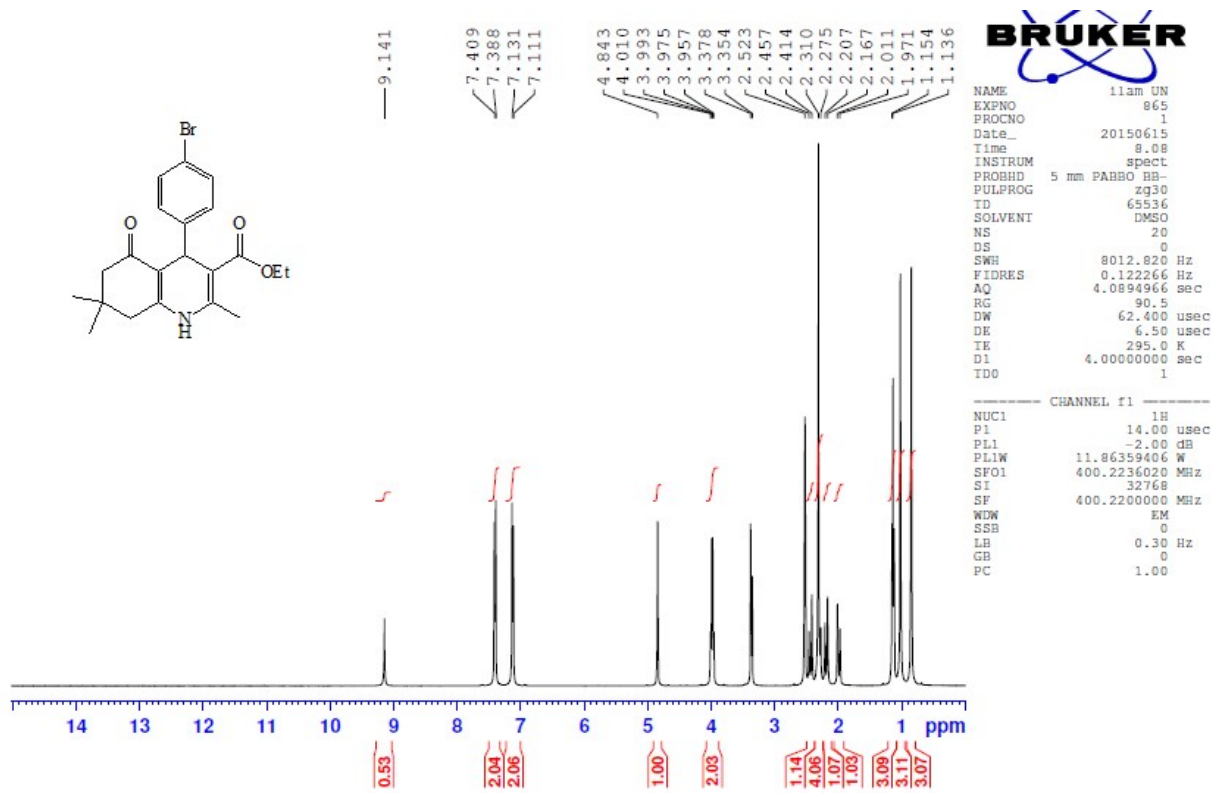 9.141
7.409
7.388
7.131
7.111
4.843
4.010
3.993
3.975
3.957
3.378
3.354
2.523
2.457
2.414
2.310
2.275
2.207
2.167
2.011
1.971
1.154
1.136
BRUKER
NAME 11am UN
EXPNO 865
PROCNO 1
Date_ 20150615
Time 8.08
INSTRUM spect
PROBHD 5 mm PABBO BB-
PULPROG zg30
TD 65536
SOLVENT DMSO
NS 20
DS 0
SWH 8012.820 Hz
FIDRES 0.122266 Hz
AQ 4.0894966 sec
RG 90.5
DW 62.400 usec
DE 6.50 usec
TE 295.0 K
D1 4.00000000 sec
TD0 1
CHANNEL f1
NUC1 1H
P1 14.00 usec
PL1 -2.00 dB
PL1W 11.86359406 W
SFO1 400.2236020 MHz
SI 32768
SF 400.2200000 MHz
WDW EM
SSB 0
LB 0.30 Hz
GB 0
PC 1.00
Br
O
O
OEt
N
H
14 13 12 11 10 9 8 7 6 5 4 3 2 1 ppm
0.53
2.04
2.06
1.00
2.03
1.14
4.06
1.07
1.03
3.09
3.11
3.07